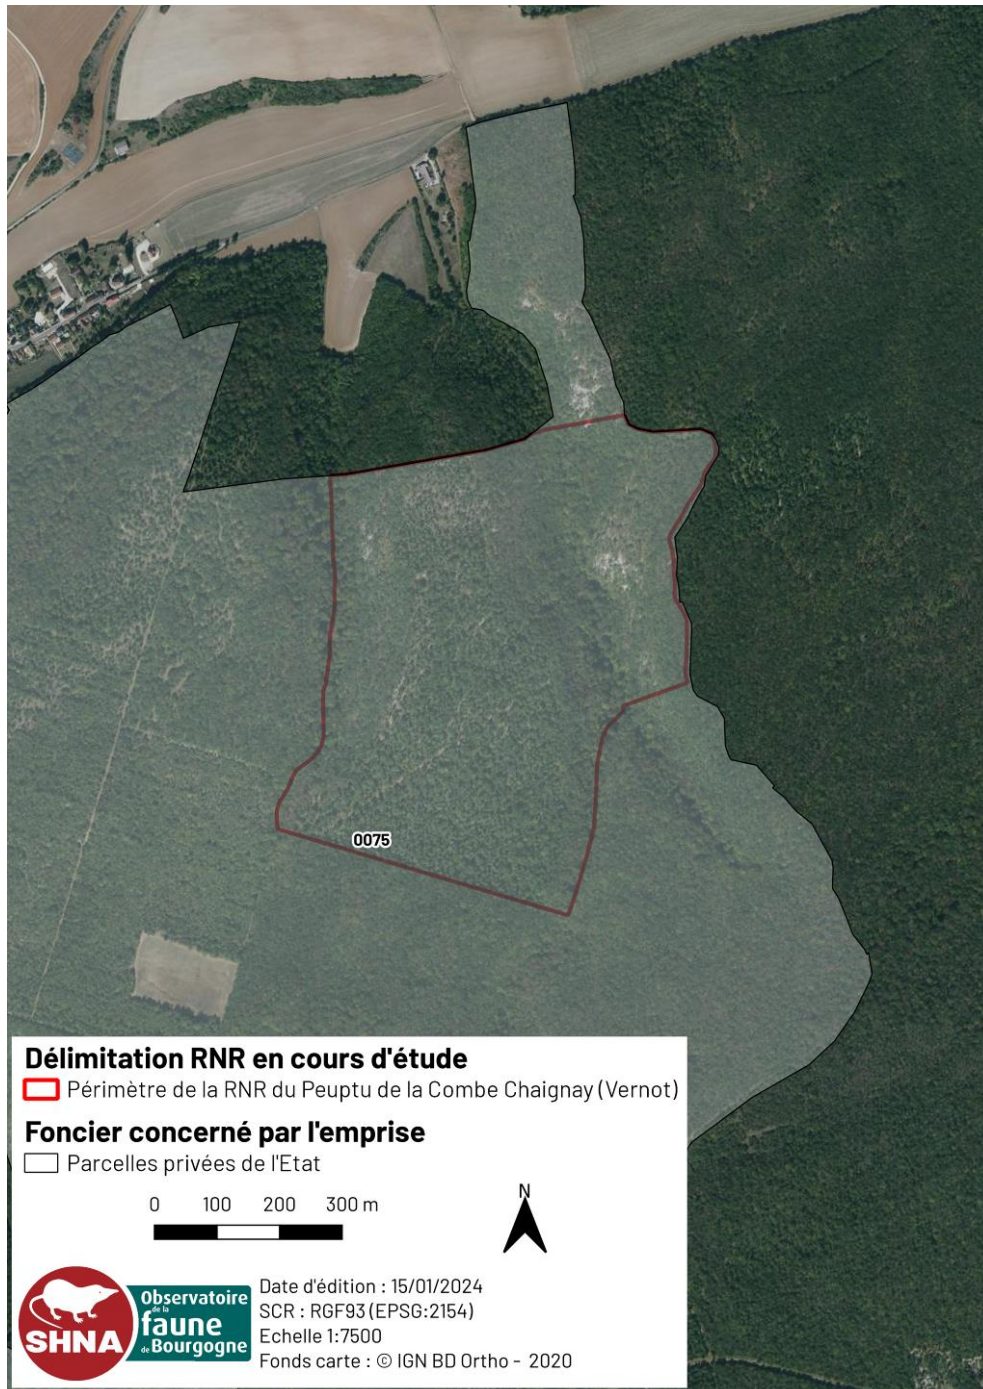 0075
Délimitation RNR en cours d'étude
Périmètre de la RNR du Peuptu de la Combe Chaignay (Vernot)
Foncier concerné par l'emprise
Parcelles privées de l'Etat
0 100 200 300 m
N
SHNA
Observatoire
de la
faune
de Bourgogne
Date d'édition : 15/01/2024
SCR : RGF93 (EPSG:2154)
Echelle 1:7500
Fonds carte : © IGN BD Ortho - 2020